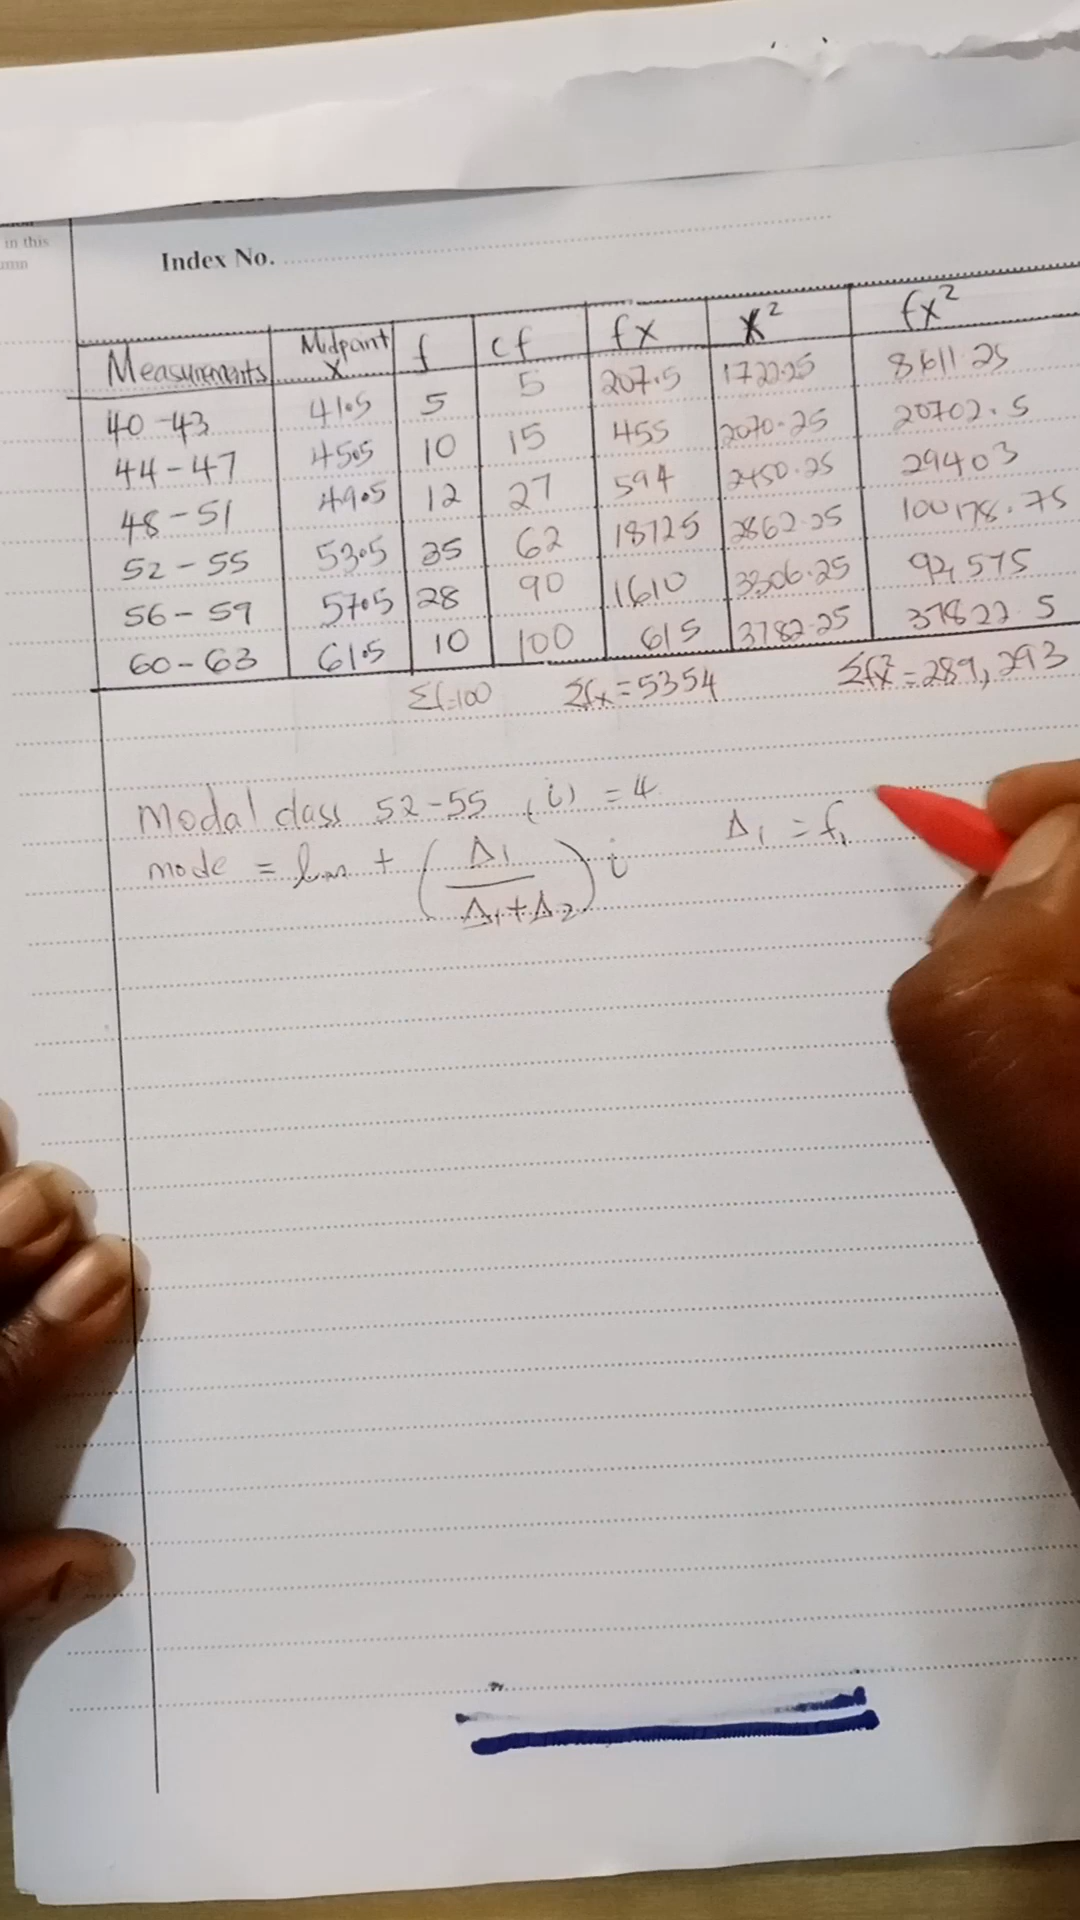 in this
Index No.
Measurements Midpoint x f cf fx x² fx²
40-43 41.5 5 5 207.5 1722.25 8611.25
44-47 45.5 10 15 455 2070.25 20702.5
48-51 49.5 12 27 594 2450.25 29403
52-55 53.5 35 62 1872.5 2862.25 100178.75
56-59 57.5 28 90 1610 3306.25 92,575
60-63 61.5 10 100 615 3782.25 37822.5
Σf=100 Σfx=5354 Σfx²=289,293
Modal class 52-55, (i) = 4
mode = Lm + (Δ1 / Δ1+Δ2) i Δ1 = f1